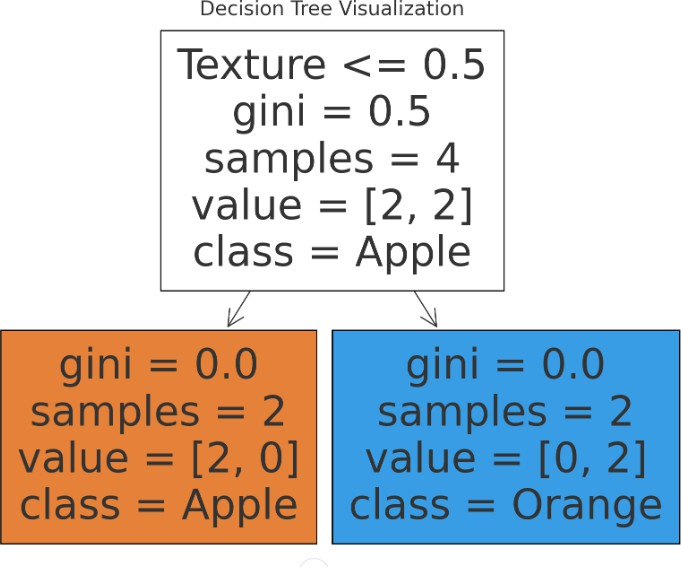 Decision Tree Visualization
Texture <= 0.5
gini = 0.5
samples = 4
value = [2, 2]
class = Apple
gini = 0.0
samples = 2
value = [2, 0]
class = Apple
gini = 0.0
samples = 2
value = [0, 2]
class = Orange